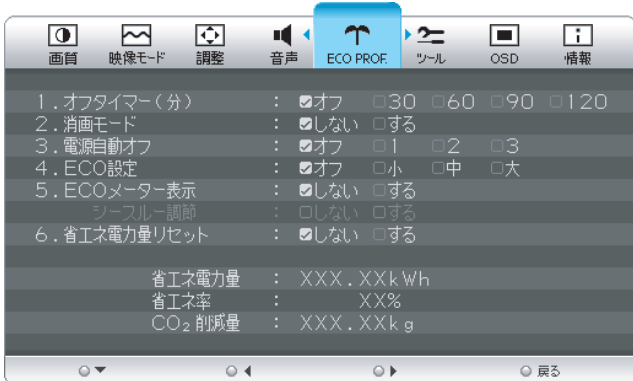 画質 映像モード 調整 音声 ECO PROF. ツール OSD 情報
1.オフタイマー(分) : オフ 30 60 90 120
2.消画モード : しない する
3.電源自動オフ : オフ 1 2 3
4.ECO設定 : オフ 小 中 大
5.ECOメーター表示 : しない する
シースルー調節 : しない する
6.省エネ電力量リセット : しない する
省エネ電力量 : XXX.XXkWh
省エネ率 : XX%
CO₂削減量 : XXX.XXkg
戻る